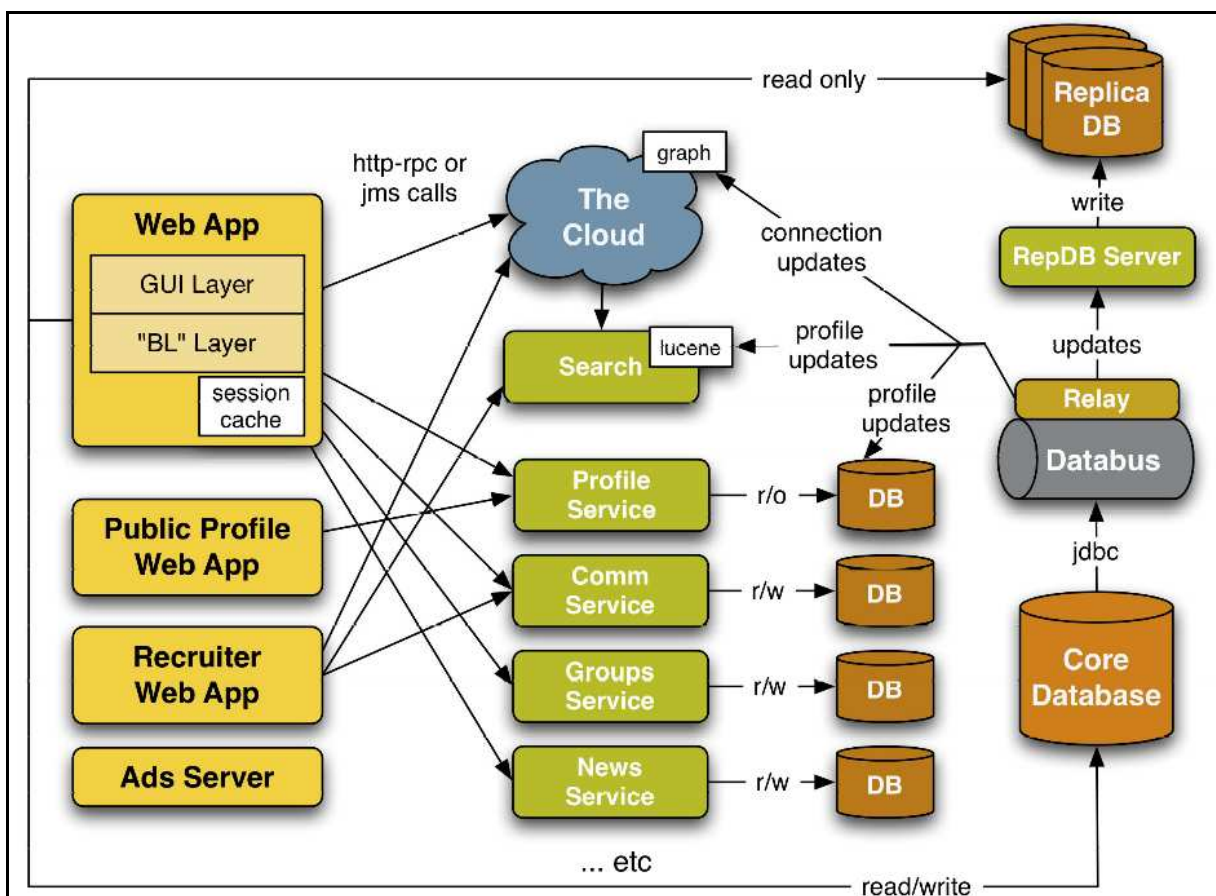 read only
Replica
DB
http-rpc or
jms calls
graph
The
Cloud
write
Web App
GUI Layer
"BL" Layer
session
cache
connection
updates
RepDB Server
Search
lucene
profile
updates
updates
profile
updates
Relay
Databus
Public Profile
Web App
Profile
Service
r/o
DB
jdbc
Comm
Service
r/w
DB
Recruiter
Web App
Groups
Service
r/w
DB
Core
Database
Ads Server
News
Service
r/w
DB
... etc
read/write